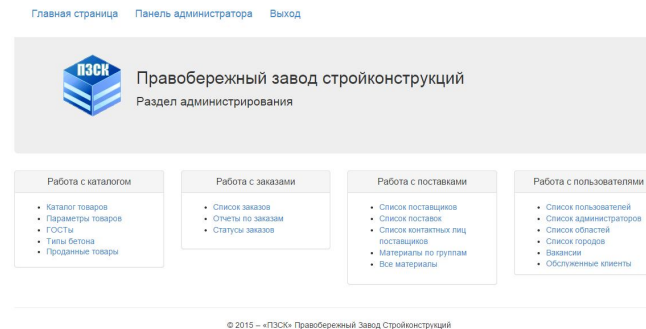 Главная страница Панель администратора Выход
ПЗСК
Правобережный завод стройконструкций
Раздел администрирования
Работа с каталогом
Каталог товаров
Параметры товаров
ГОСТы
Типы бетона
Проданные товары
Работа с заказами
Список заказов
Отчеты по заказам
Статусы заказов
Работа с поставками
Список поставщиков
Список поставок
Список контактных лиц
поставщиков
Материалы по группам
Все материалы
Работа с пользователями
Список пользователей
Список администраторов
Список областей
Список городов
Вакансии
Обслуженные клиенты
© 2015 – «ПЗСК» Правобережный Завод Стройконструкций